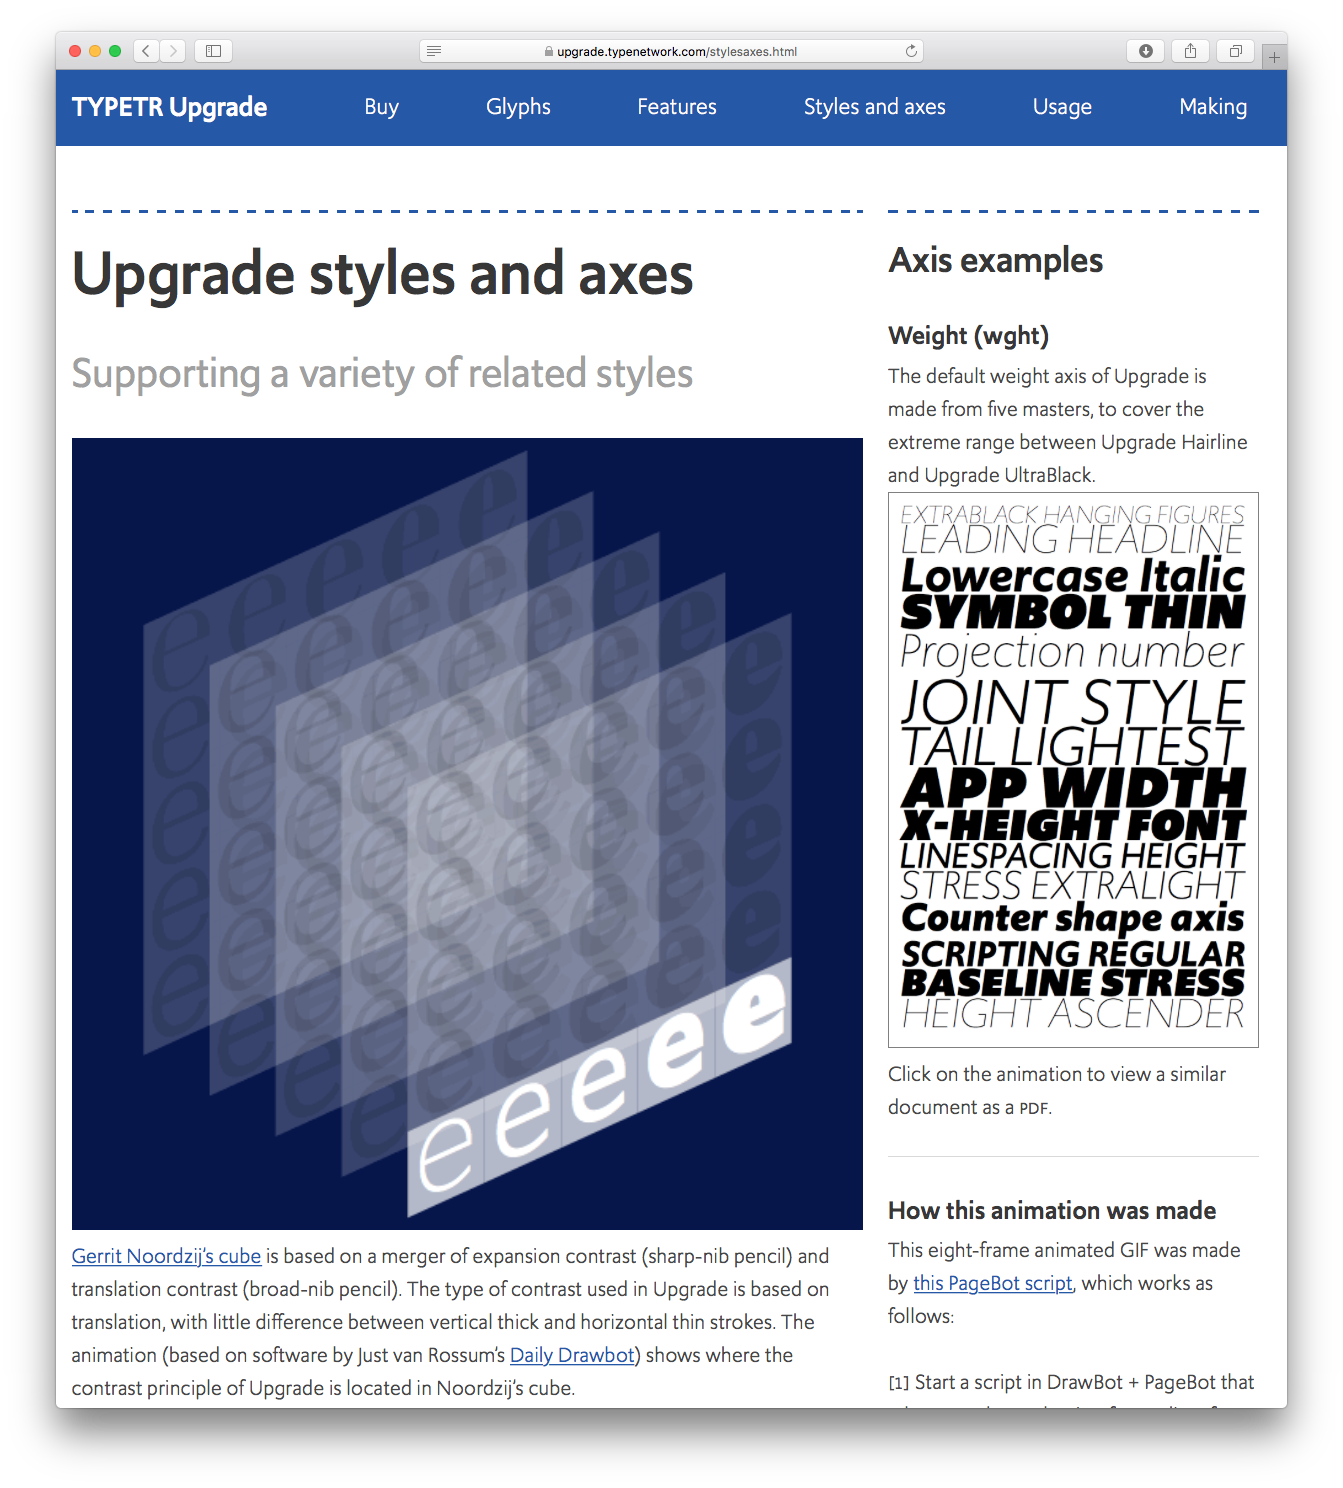 upgrade.typenetwork.com/stylesaxes.html
TYPETR Upgrade Buy Glyphs Features Styles and axes Usage Making
Upgrade styles and axes
Supporting a variety of related styles
e e e e e
Gerrit Noordzij's cube is based on a merger of expansion contrast (sharp-nib pencil) and
translation contrast (broad-nib pencil). The type of contrast used in Upgrade is based on
translation, with little difference between vertical thick and horizontal thin strokes. The
animation (based on software by Just van Rossum's Daily Drawbot) shows where the
contrast principle of Upgrade is located in Noordzij's cube.
Axis examples
Weight (wght)
The default weight axis of Upgrade is
made from five masters, to cover the
extreme range between Upgrade Hairline
and Upgrade UltraBlack.
EXTRABLACK HANGING FIGURES
LEADING HEADLINE
Lowercase Italic
SYMBOL THIN
Projection number
JOINT STYLE
TAIL LIGHTEST
APP WIDTH
X-HEIGHT FONT
LINESPACING HEIGHT
STRESS EXTRALIGHT
Counter shape axis
SCRIPTING REGULAR
BASELINE STRESS
HEIGHT ASCENDER
Click on the animation to view a similar
document as a PDF.
How this animation was made
This eight-frame animated GIF was made
by this PageBot script, which works as
follows:
[1] Start a script in DrawBot + PageBot that